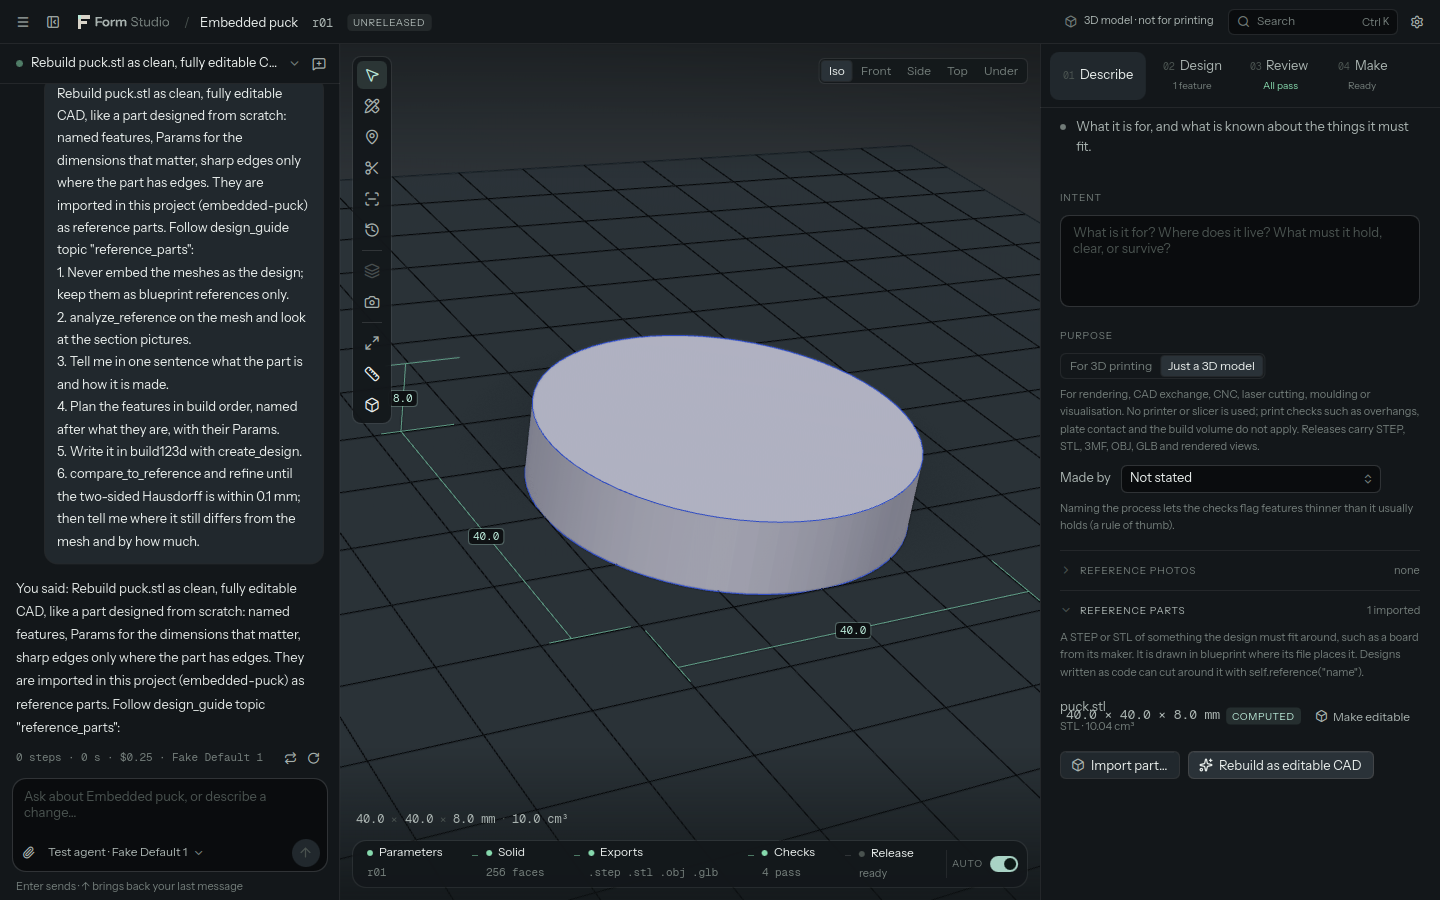 Form Studio / Embedded puck r01 UNRELEASED
3D model · not for printing
Search Ctrl K
Rebuild puck.stl as clean, fully editable C...
Rebuild puck.stl as clean, fully editable
CAD, like a part designed from scratch:
named features, Params for the
dimensions that matter, sharp edges only
where the part has edges. They are
imported in this project (embedded-puck)
as reference parts. Follow design_guide
topic "reference_parts":
1. Never embed the meshes as the design;
keep them as blueprint references only.
2. analyze_reference on the mesh and look
at the section pictures.
3. Tell me in one sentence what the part is
and how it is made.
4. Plan the features in build order, named
after what they are, with their Params.
5. Write it in build123d with create_design.
6. compare_to_reference and refine until
the two-sided Hausdorff is within 0.1 mm;
then tell me where it still differs from the
mesh and by how much.
You said: Rebuild puck.stl as clean, fully editable
CAD, like a part designed from scratch: named
features, Params for the dimensions that matter,
sharp edges only where the part has edges. They
are imported in this project (embedded-puck) as
reference parts. Follow design_guide topic
"reference_parts":
0 steps · 0 s · $0.25 · Fake Default 1
Ask about Embedded puck, or describe a
change...
Test agent · Fake Default 1
Enter sends · ↑ brings back your last message
Iso Front Side Top Under
8.0
40.0
40.0
40.0 × 40.0 × 8.0 mm 10.0 cm³
Parameters
r01
Solid
256 faces
Exports
.step .stl .obj .glb
Checks
4 pass
Release
ready
AUTO
01 Describe
02 Design
1 feature
03 Review
All pass
04 Make
Ready
What it is for, and what is known about the things it must
fit.
INTENT
What is it for? Where does it live? What must it hold,
clear, or survive?
PURPOSE
For 3D printing Just a 3D model
For rendering, CAD exchange, CNC, laser cutting, moulding or
visualisation. No printer or slicer is used; print checks such as overhangs,
plate contact and the build volume do not apply. Releases carry STEP,
STL, 3MF, OBJ, GLB and rendered views.
Made by Not stated
Naming the process lets the checks flag features thinner than it usually
holds (a rule of thumb).
REFERENCE PHOTOS none
REFERENCE PARTS 1 imported
A STEP or STL of something the design must fit around, such as a board
from its maker. It is drawn in blueprint where its file places it. Designs
written as code can cut around it with self.reference("name").
puck.stl
40.0 × 40.0 × 8.0 mm COMPUTED Make editable
STL · 10.04 cm³
Import part... Rebuild as editable CAD